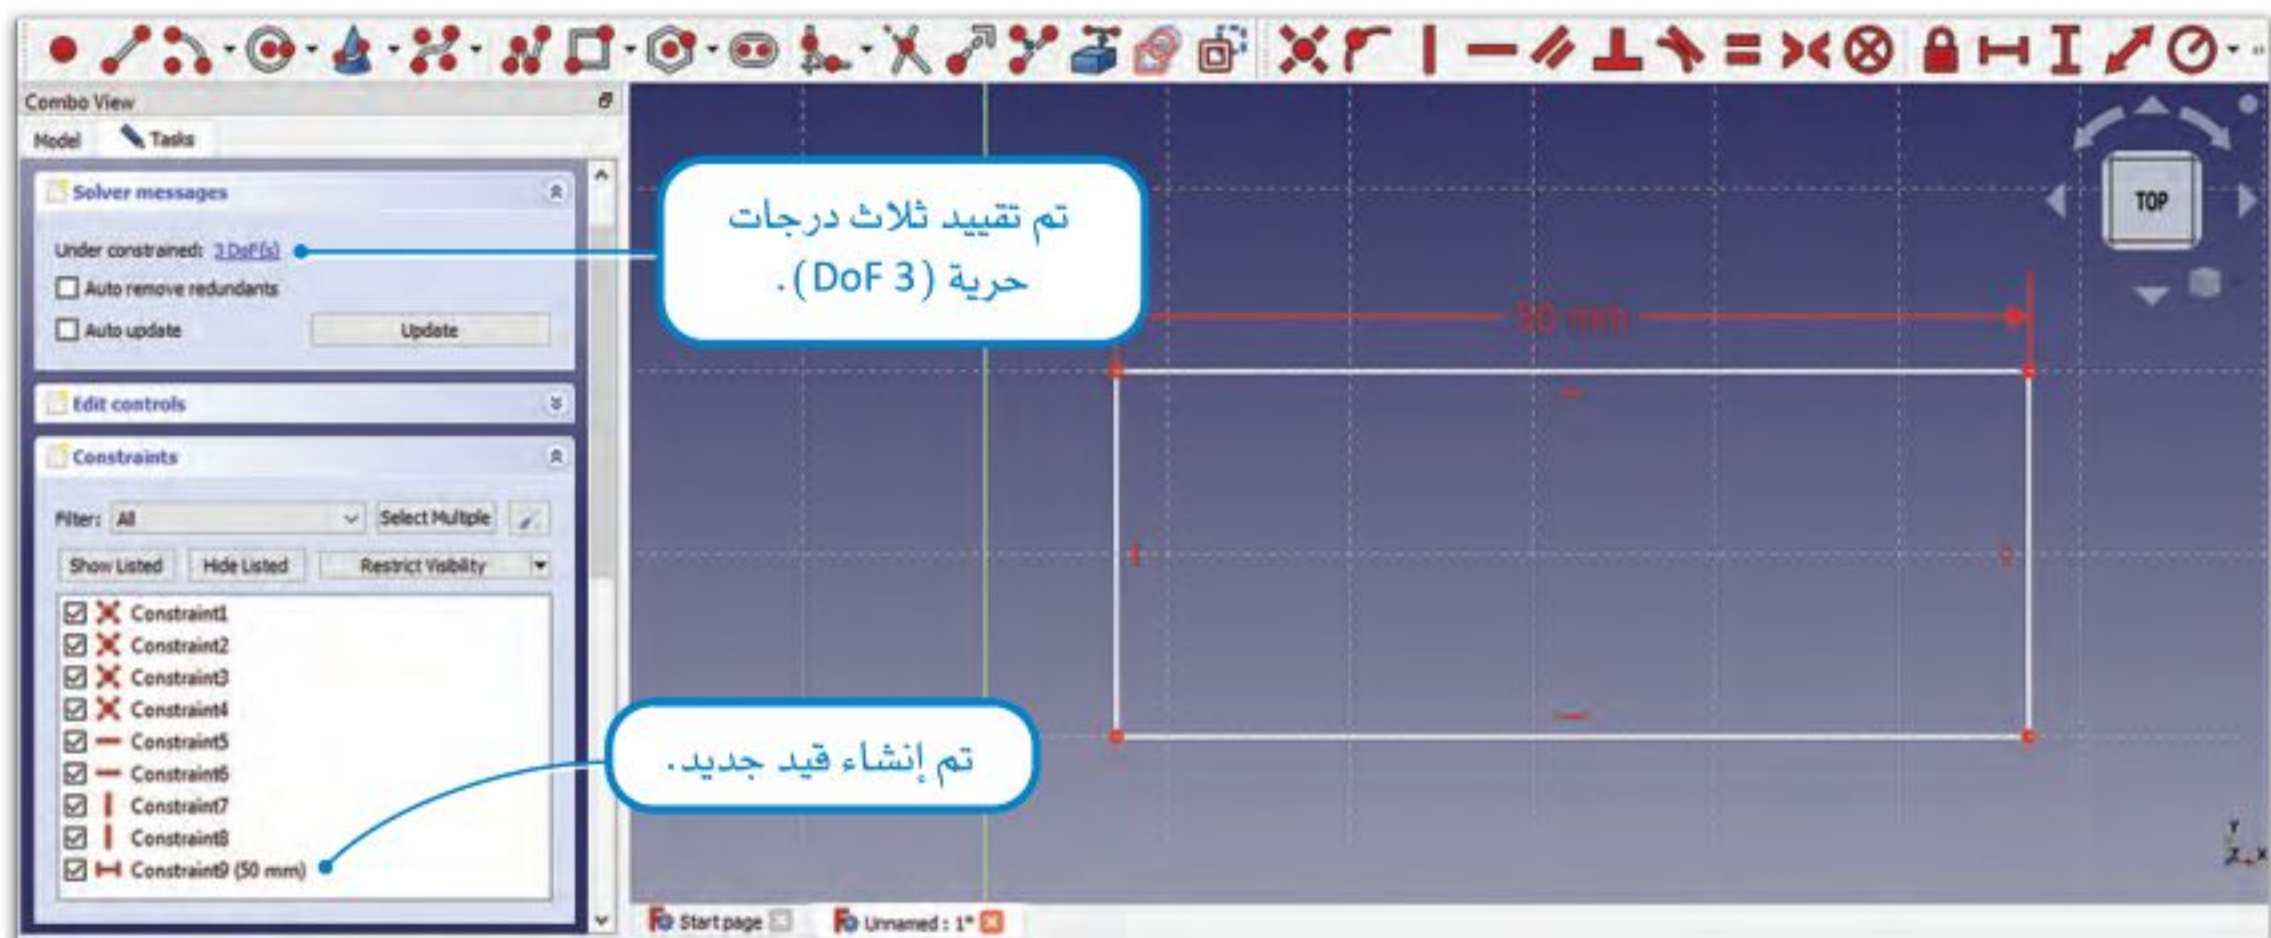 Combo View
Model Tasks
Solver messages
Under constrained: 3 DoF(s)
Auto remove redundants
Auto update Update
Edit controls
Constraints
Filter: All Select Multiple
Show Listed Hide Listed Restrict Visibility
Constraint1
Constraint2
Constraint3
Constraint4
Constraint5
Constraint6
Constraint7
Constraint8
Constraint9 (50 mm)
تم تقييد ثلاث درجات
حرية (DoF 3).
تم إنشاء قيد جديد.
50 mm
TOP
Y
Z X
Start page Unnamed : 1*